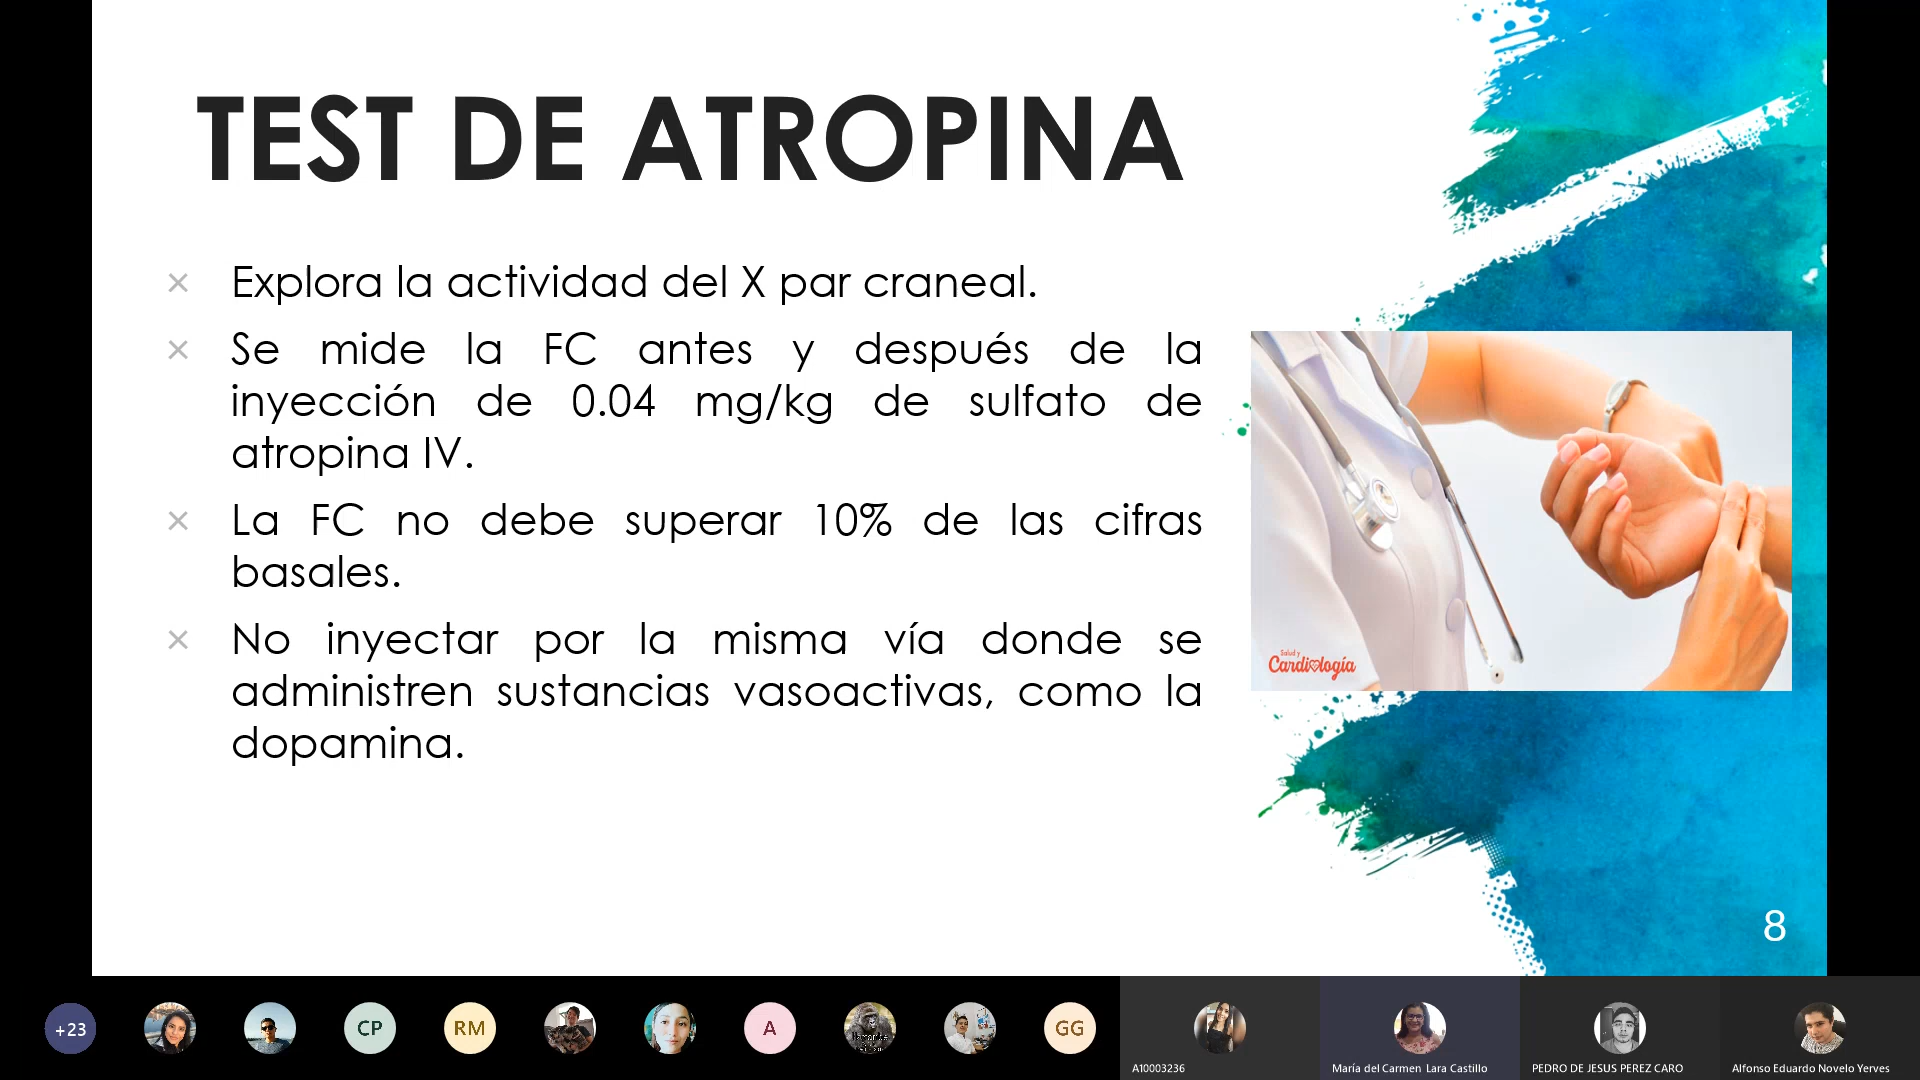 TEST DE ATROPINA
× Explora la actividad del X par craneal.
× Se mide la FC antes y después de la
inyección de 0.04 mg/kg de sulfato de
atropina IV.
× La FC no debe superar 10% de las cifras
basales.
× No inyectar por la misma vía donde se
administren sustancias vasoactivas, como la
dopamina.
Salud y
Cardiología
8
+23
CP
RM
A
GG
A10003236
María del Carmen Lara Castillo
PEDRO DE JESUS PEREZ CARO
Alfonso Eduardo Novelo Yerves